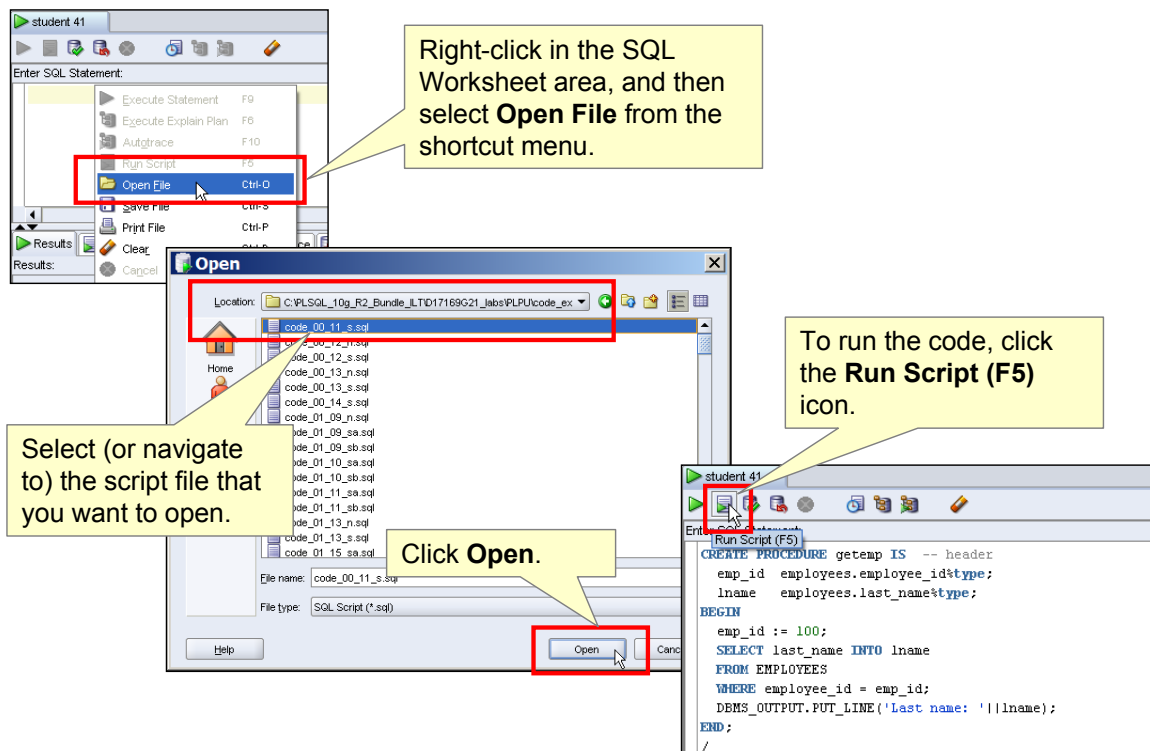 student 41
Enter SQL Statement:
Execute Statement F9
Execute Explain Plan F6
Autotrace F10
Run Script F5
Open File Ctrl-O
Save File Ctrl-S
Print File Ctrl-P
Clear
Cancel
Results
Results:
Right-click in the SQL
Worksheet area, and then
select Open File from the
shortcut menu.
Open
Location: C:\PLSQL_10g_R2_Bundle_ILT\D17169G21_labs\PLPU\code_ex
Home
code_00_11_s.sql
code_00_12_n.sql
code_00_12_s.sql
code_00_13_n.sql
code_00_13_s.sql
code_00_14_s.sql
code_01_09_n.sql
code_01_09_sa.sql
code_01_09_sb.sql
code_01_10_sa.sql
code_01_10_sb.sql
code_01_11_sa.sql
code_01_11_sb.sql
code_01_13_n.sql
code_01_13_s.sql
code_01_15_sa.sql
Select (or navigate
to) the script file that
you want to open.
File name: code_00_11_s.sql
File type: SQL Script (*.sql)
Help
Open
Click Open.
To run the code, click
the Run Script (F5)
icon.
student 41
Run Script (F5)
CREATE PROCEDURE getemp IS -- header
emp_id employees.employee_id%type;
lname employees.last_name%type;
BEGIN
emp_id := 100;
SELECT last_name INTO lname
FROM EMPLOYEES
WHERE employee_id = emp_id;
DBMS_OUTPUT.PUT_LINE('Last name: '||lname);
END;
/